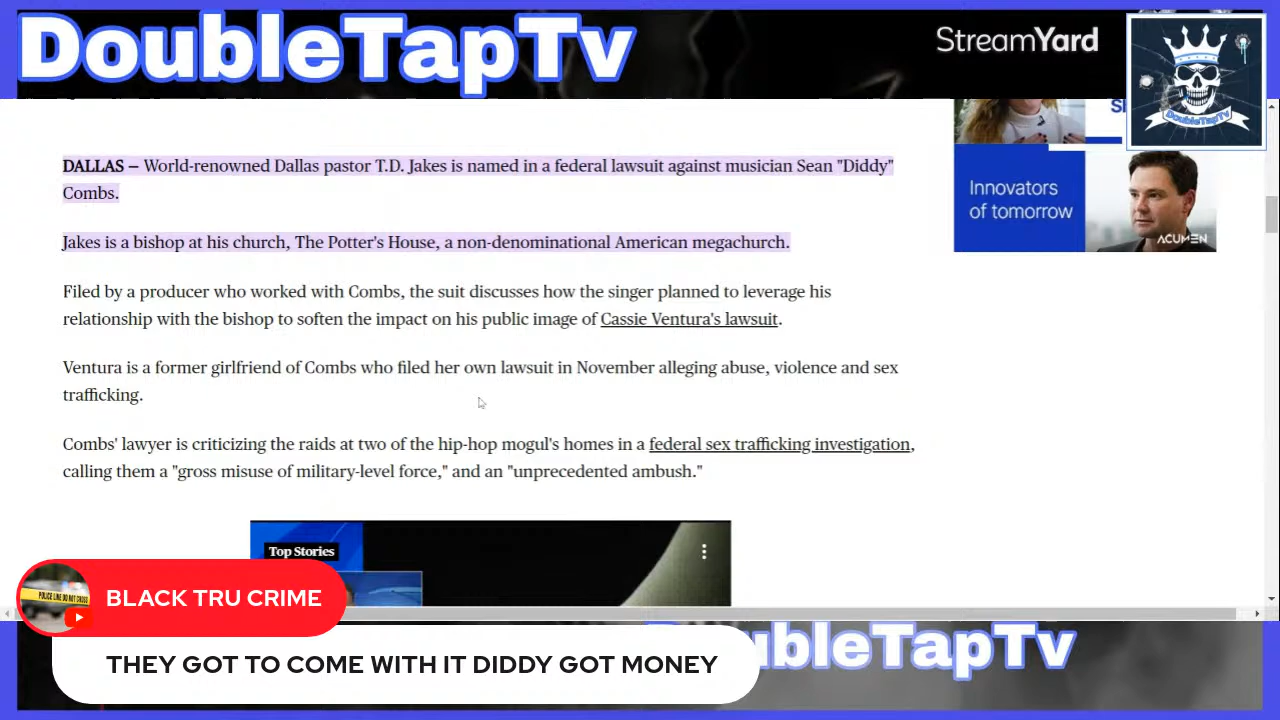 DoubleTapTv
StreamYard
DoubleTapTv
DALLAS — World-renowned Dallas pastor T.D. Jakes is named in a federal lawsuit against musician Sean "Diddy"
Combs.
Jakes is a bishop at his church, The Potter's House, a non-denominational American megachurch.
Innovators
of tomorrow
ACUMEN
Filed by a producer who worked with Combs, the suit discusses how the singer planned to leverage his
relationship with the bishop to soften the impact on his public image of Cassie Ventura's lawsuit.
Ventura is a former girlfriend of Combs who filed her own lawsuit in November alleging abuse, violence and sex
trafficking.
Combs' lawyer is criticizing the raids at two of the hip-hop mogul's homes in a federal sex trafficking investigation,
calling them a "gross misuse of military-level force," and an "unprecedented ambush."
Top Stories
POLICE LINE DO NOT CROSS
BLACK TRU CRIME
THEY GOT TO COME WITH IT DIDDY GOT MONEY
ubleTapTv